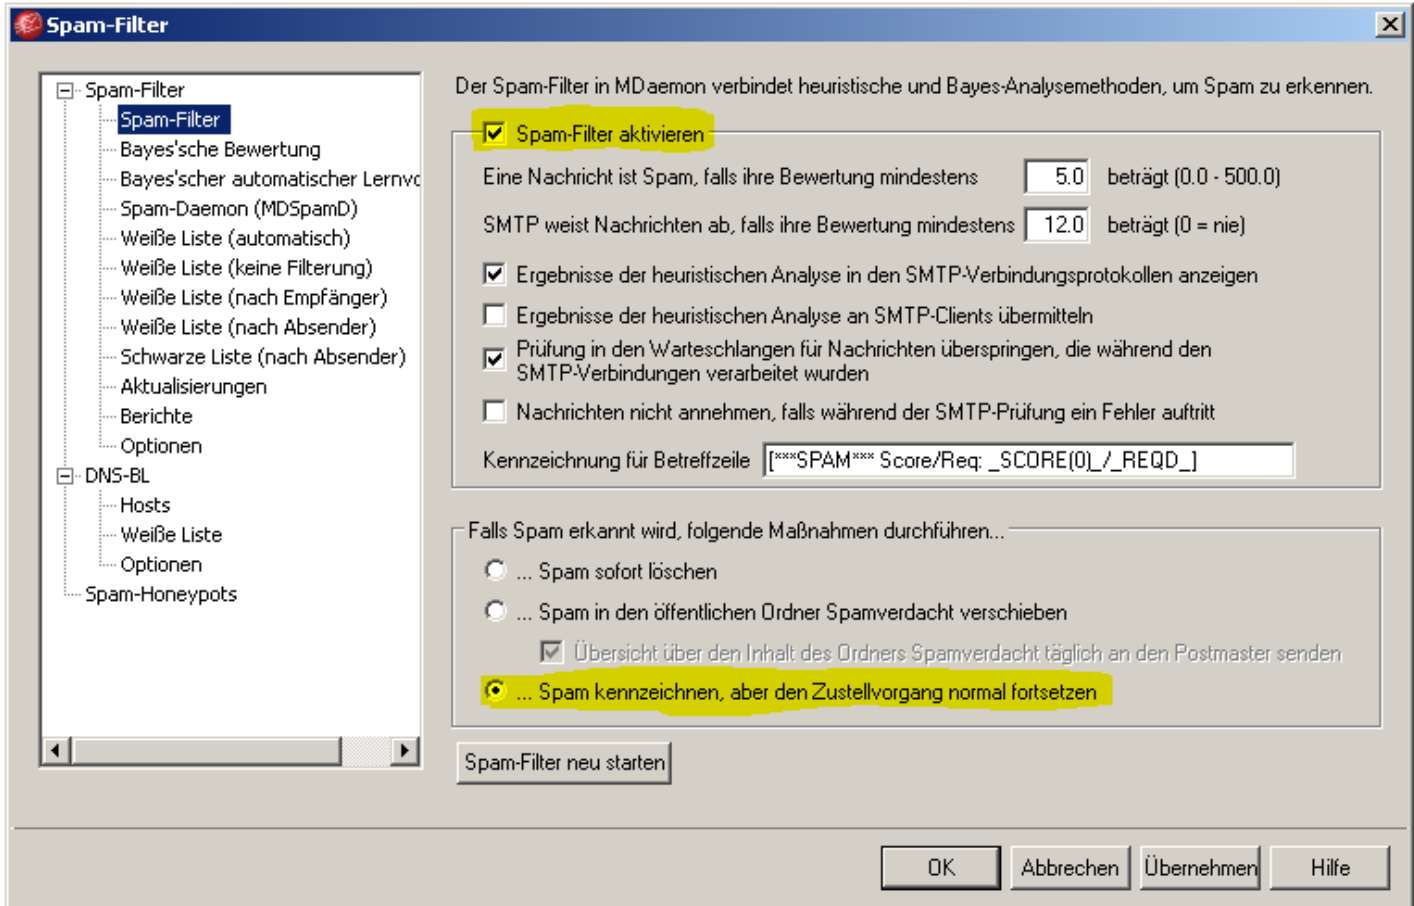 Spam-Filter
Spam-Filter
Spam-Filter
Bayes'sche Bewertung
Bayes'scher automatischer Lernvo
Spam-Daemon (MDSpamD)
Weiße Liste (automatisch)
Weiße Liste (keine Filterung)
Weiße Liste (nach Empfänger)
Weiße Liste (nach Absender)
Schwarze Liste (nach Absender)
Aktualisierungen
Berichte
Optionen
DNS-BL
Hosts
Weiße Liste
Optionen
Spam-Honeypots
Der Spam-Filter in MDaemon verbindet heuristische und Bayes-Analysemethoden, um Spam zu erkennen.
Spam-Filter aktivieren
Eine Nachricht ist Spam, falls ihre Bewertung mindestens 5.0 beträgt (0.0 - 500.0)
SMTP weist Nachrichten ab, falls ihre Bewertung mindestens 12.0 beträgt (0 = nie)
Ergebnisse der heuristischen Analyse in den SMTP-Verbindungsprotokollen anzeigen
Ergebnisse der heuristischen Analyse an SMTP-Clients übermitteln
Prüfung in den Warteschlangen für Nachrichten überspringen, die während den
SMTP-Verbindungen verarbeitet wurden
Nachrichten nicht annehmen, falls während der SMTP-Prüfung ein Fehler auftritt
Kennzeichnung für Betreffzeile [***SPAM*** Score/Req: _SCORE(0)_/_REQD_]
Falls Spam erkannt wird, folgende Maßnahmen durchführen...
... Spam sofort löschen
... Spam in den öffentlichen Ordner Spamverdacht verschieben
Übersicht über den Inhalt des Ordners Spamverdacht täglich an den Postmaster senden
... Spam kennzeichnen, aber den Zustellvorgang normal fortsetzen
Spam-Filter neu starten
OK Abbrechen Übernehmen Hilfe